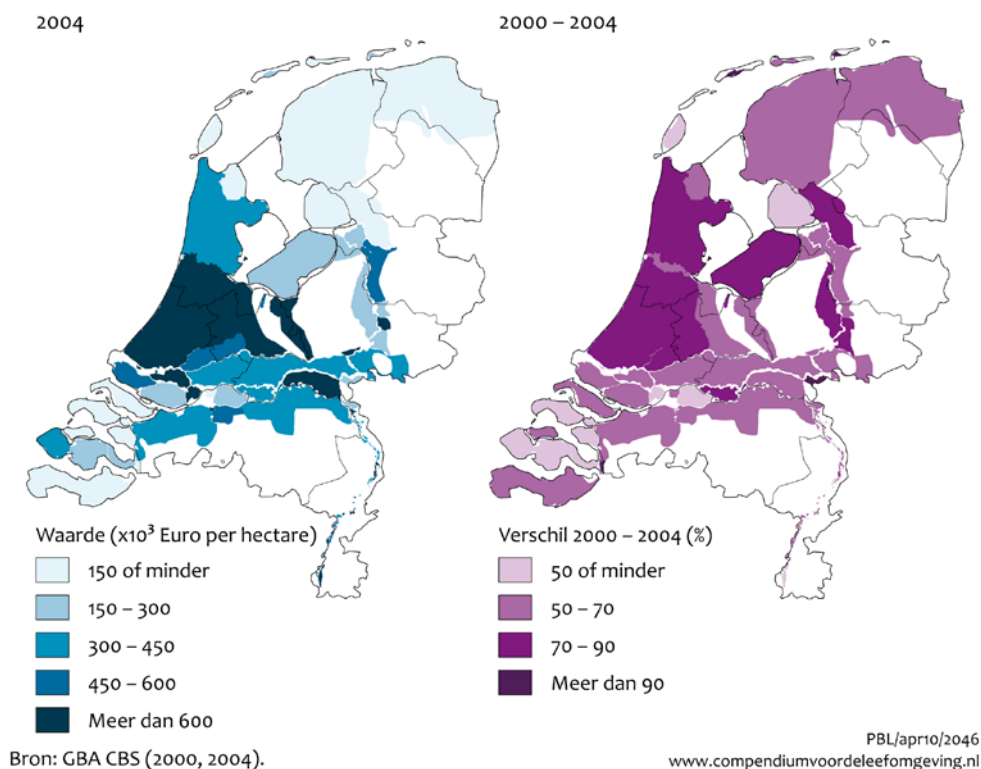 2004
2000 – 2004
Waarde (x10³ Euro per hectare)
150 of minder
150 – 300
300 – 450
450 – 600
Meer dan 600
Verschil 2000 – 2004 (%)
50 of minder
50 – 70
70 – 90
Meer dan 90
Bron: GBA CBS (2000, 2004).
PBL/apr10/2046
www.compendiumvoordeleefomgeving.nl